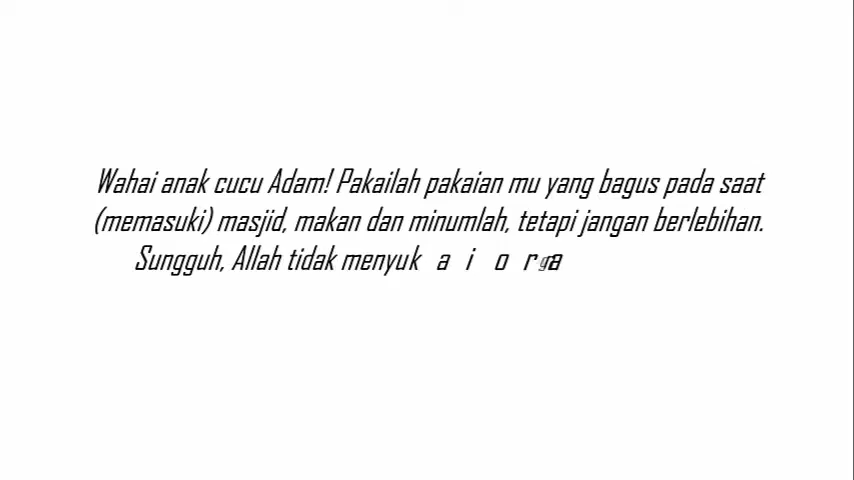 Wahai anak cucu Adam! Pakailah pakaian mu yang bagus pada saat
(memasuki) masjid, makan dan minumlah, tetapi jangan berlebihan.
Sungguh, Allah tidak menyukai